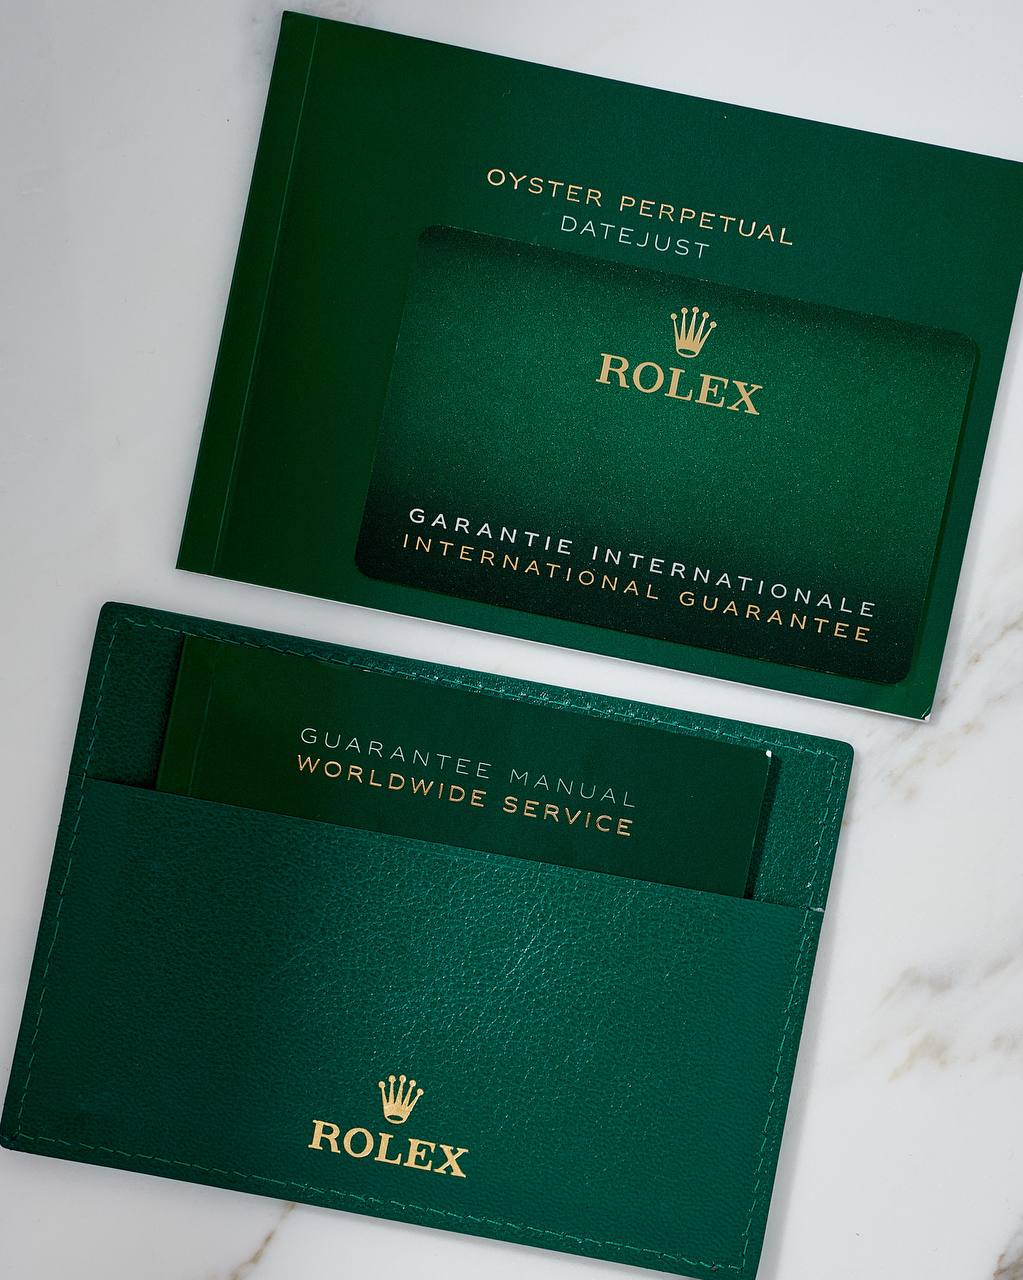 OYSTER PERPETUAL
DATEJUST
ROLEX
GARANTIE INTERNATIONALE
INTERNATIONAL GUARANTEE
GUARANTEE MANUAL
WORLDWIDE SERVICE
ROLEX